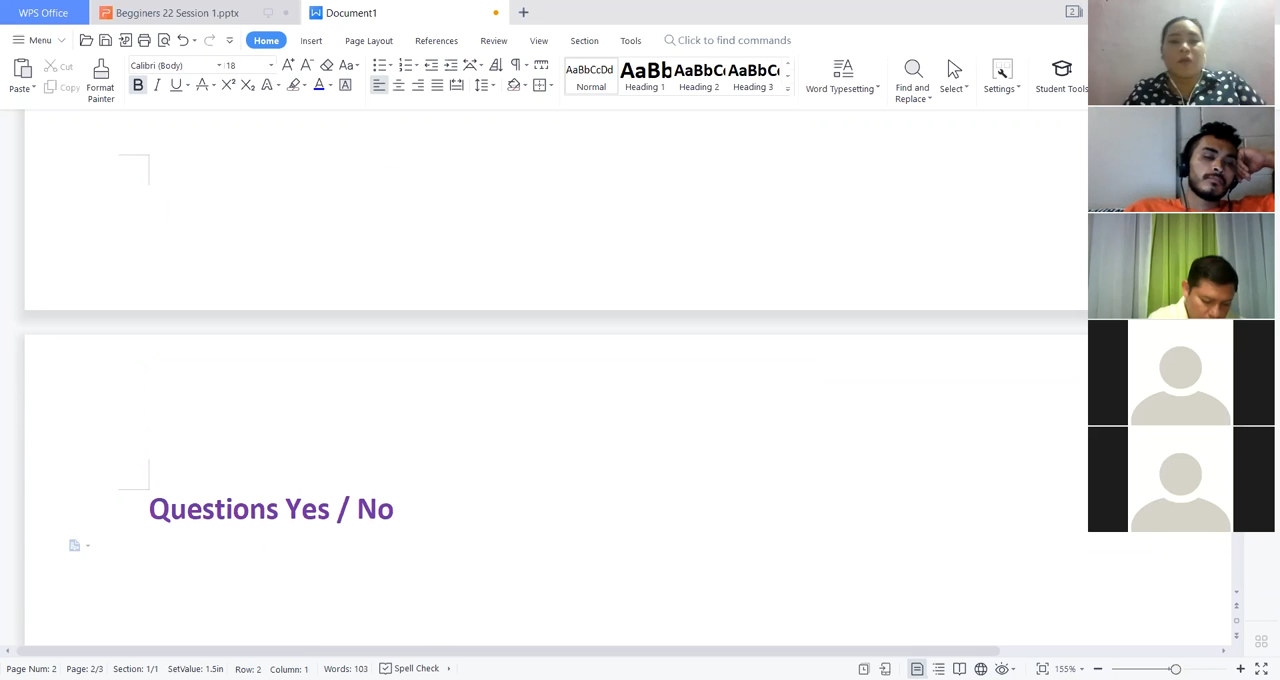 WPS Office
Begginers 22 Session 1.pptx
Document1
2
Menu
Home
Insert
Page Layout
References
Review
View
Section
Tools
Click to find commands
Paste
Cut
Copy
Format
Painter
Calibri (Body)
18
AaBbCcDd
Normal
AaBb
Heading 1
AaBbC
Heading 2
AaBbC
Heading 3
Word Typesetting
Find and
Replace
Select
Settings
Student Tools
Questions Yes / No
Page Num: 2
Page: 2/3
Section: 1/1
SetValue: 1.5in
Row: 2
Column: 1
Words: 103
Spell Check
155%